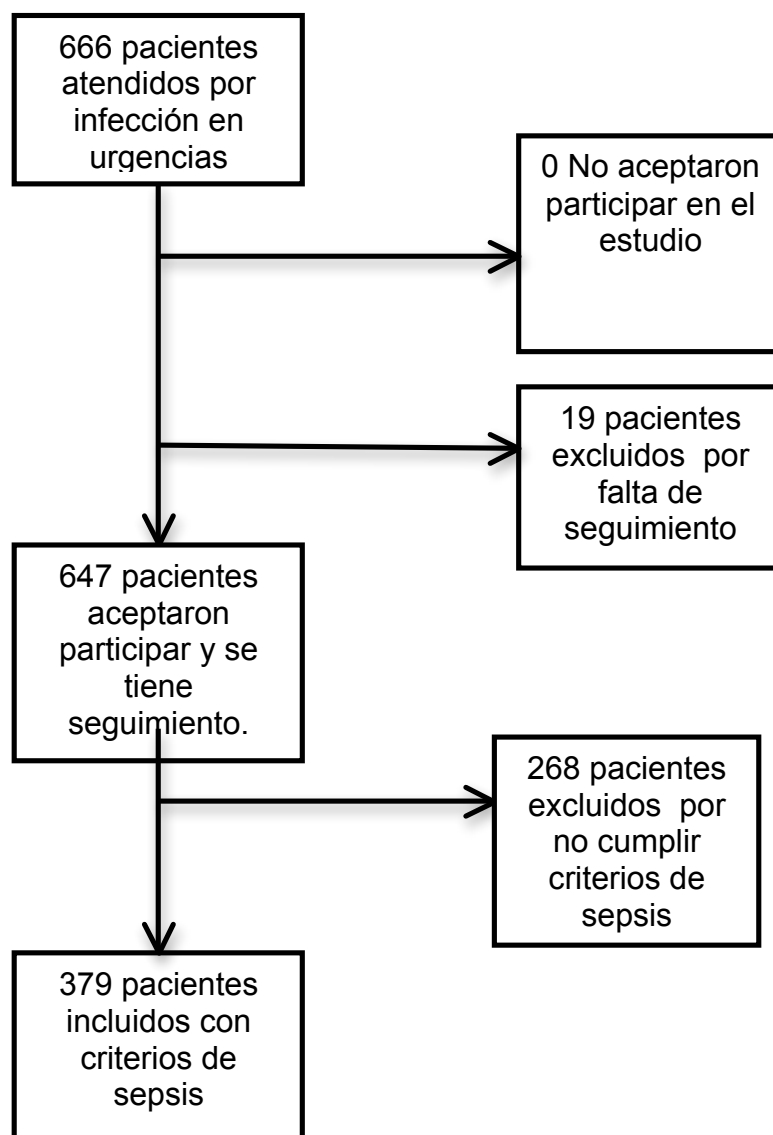 666 pacientes
atendidos por
infección en
urgencias
0 No aceptaron
participar en el
estudio
19 pacientes
excluidos por
falta de
seguimiento
647 pacientes
aceptaron
participar y se
tiene
seguimiento.
268 pacientes
excluidos por
no cumplir
criterios de
sepsis
379 pacientes
incluidos con
criterios de
sepsis